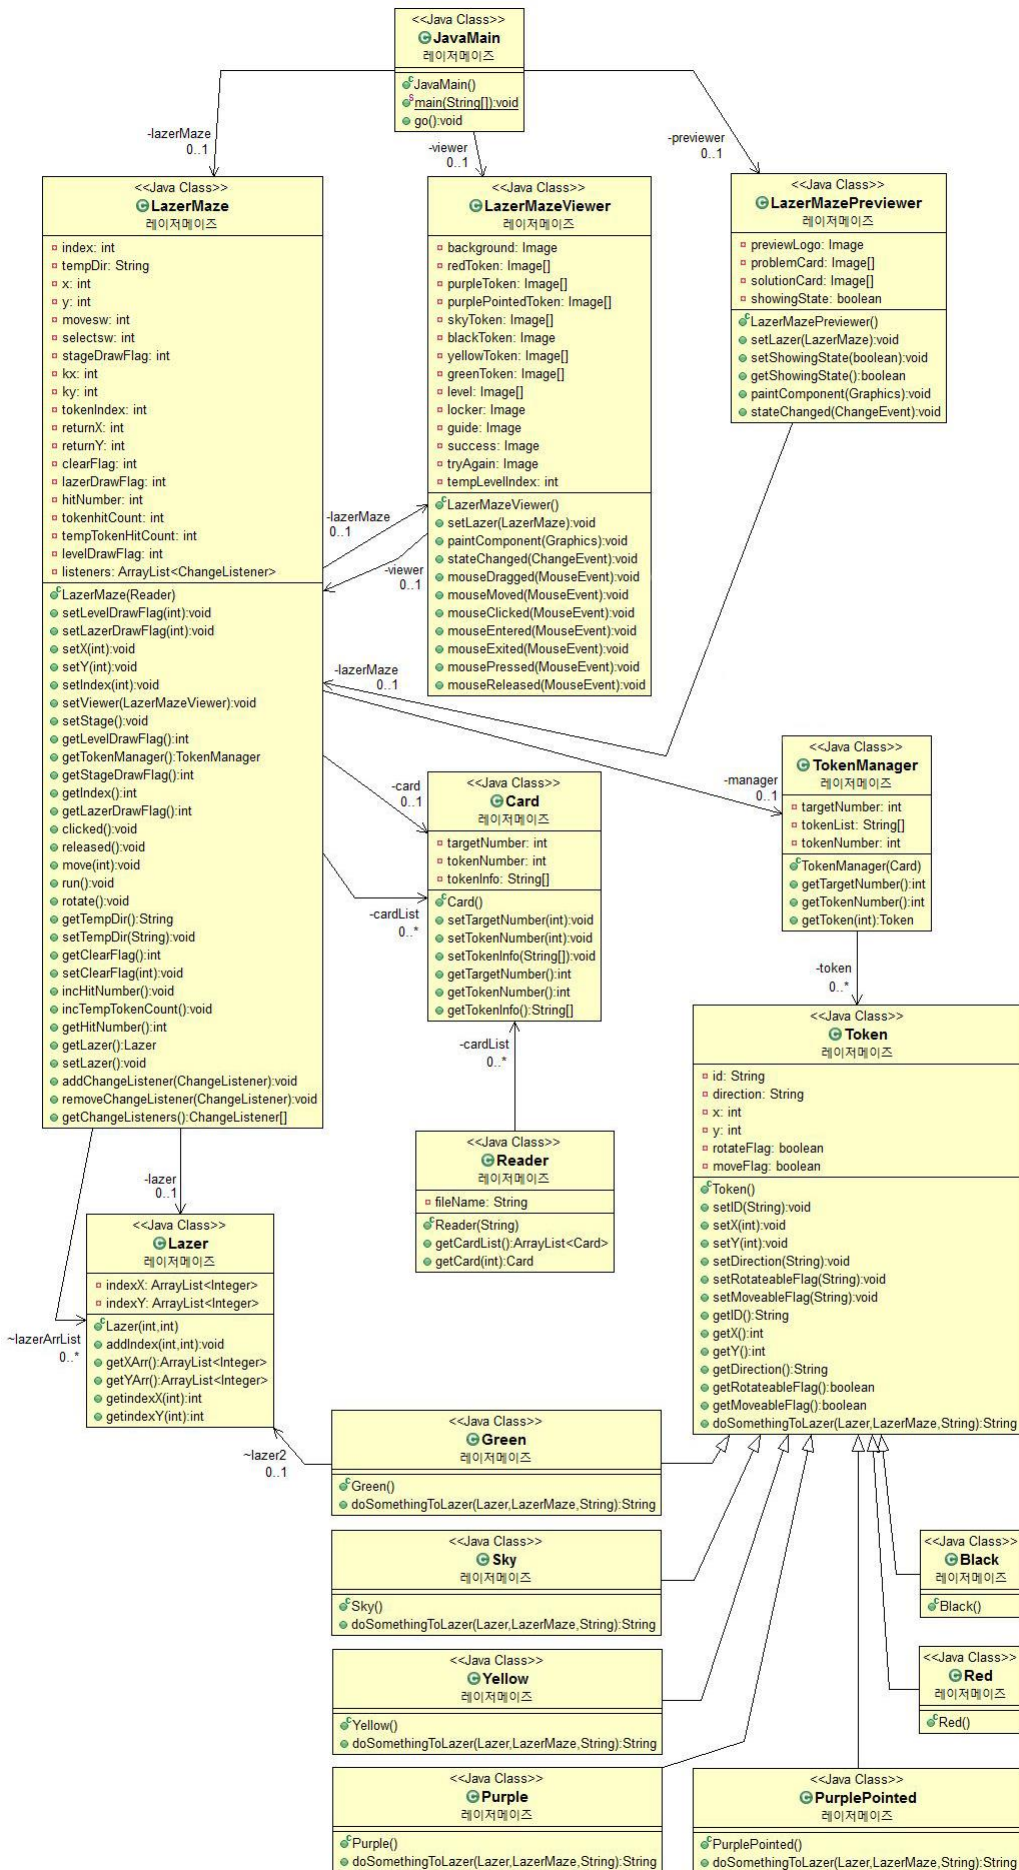 <<Java Class>>
JavaMain
레이저메이즈
JavaMain()
main(String[]):void
go():void
-lazerMaze
0..1
-viewer
0..1
-previewer
0..1
<<Java Class>>
LazerMaze
레이저메이즈
index: int
tempDir: String
x: int
y: int
movesw: int
selectsw: int
stageDrawFlag: int
kx: int
ky: int
tokenIndex: int
returnX: int
returnY: int
clearFlag: int
lazerDrawFlag: int
hitNumber: int
tokenhitCount: int
tempTokenHitCount: int
levelDrawFlag: int
listeners: ArrayList<ChangeListener>
LazerMaze(Reader)
setLevelDrawFlag(int):void
setLazerDrawFlag(int):void
setX(int):void
setY(int):void
setIndex(int):void
setViewer(LazerMazeViewer):void
setStage():void
getLevelDrawFlag():int
getTokenManager():TokenManager
getStageDrawFlag():int
getIndex():int
getLazerDrawFlag():int
clicked():void
released():void
move(int):void
run():void
rotate():void
getTempDir():String
setTempDir(String):void
getClearFlag():int
setClearFlag(int):void
incHitNumber():void
incTempTokenCount():void
getHitNumber():int
getLazer():Lazer
setLazer():void
addChangeListener(ChangeListener):void
removeChangeListener(ChangeListener):void
getChangeListeners():ChangeListener[]
<<Java Class>>
LazerMazeViewer
레이저메이즈
background: Image
redToken: Image[]
purpleToken: Image[]
purplePointedToken: Image[]
skyToken: Image[]
blackToken: Image
yellowToken: Image[]
greenToken: Image[]
level: Image[]
locker: Image
guide: Image
success: Image
tryAgain: Image
tempLevelIndex: int
LazerMazeViewer()
setLazer(LazerMaze):void
paintComponent(Graphics):void
stateChanged(ChangeEvent):void
mouseDragged(MouseEvent):void
mouseMoved(MouseEvent):void
mouseClicked(MouseEvent):void
mouseEntered(MouseEvent):void
mouseExited(MouseEvent):void
mousePressed(MouseEvent):void
mouseReleased(MouseEvent):void
<<Java Class>>
LazerMazePreviewer
레이저메이즈
previewLogo: Image
problemCard: Image[]
solutionCard: Image[]
showingState: boolean
LazerMazePreviewer()
setLazer(LazerMaze):void
setShowingState(boolean):void
getShowingState():boolean
paintComponent(Graphics):void
stateChanged(ChangeEvent):void
-lazerMaze
0..1
-viewer
0..1
-lazerMaze
0..1
-card
0..1
-cardList
0..*
-manager
0..1
<<Java Class>>
Card
레이저메이즈
targetNumber: int
tokenNumber: int
tokenInfo: String[]
Card()
setTargetNumber(int):void
setTokenNumber(int):void
setTokenInfo(String[]):void
getTargetNumber():int
getTokenNumber():int
getTokenInfo():String[]
<<Java Class>>
TokenManager
레이저메이즈
targetNumber: int
tokenList: String[]
tokenNumber: int
TokenManager(Card)
getTargetNumber():int
getTokenNumber():int
getToken(int):Token
-token
0..*
-cardList
0..*
<<Java Class>>
Reader
레이저메이즈
fileName: String
Reader(String)
getCardList():ArrayList<Card>
getCard(int):Card
<<Java Class>>
Token
레이저메이즈
id: String
direction: String
x: int
y: int
rotateFlag: boolean
moveFlag: boolean
Token()
setID(String):void
setX(int):void
setY(int):void
setDirection(String):void
setRotateableFlag(String):void
setMoveableFlag(String):void
getID():String
getX():int
getY():int
getDirection():String
getRotateableFlag():boolean
getMoveableFlag():boolean
doSomethingToLazer(Lazer,LazerMaze,String):String
-lazer
0..1
~lazerArrList
0..*
<<Java Class>>
Lazer
레이저메이즈
indexX: ArrayList<Integer>
indexY: ArrayList<Integer>
Lazer(int,int)
addIndex(int,int):void
getXArr():ArrayList<Integer>
getYArr():ArrayList<Integer>
getindexX(int):int
getindexY(int):int
~lazer2
0..1
<<Java Class>>
Green
레이저메이즈
Green()
doSomethingToLazer(Lazer,LazerMaze,String):String
<<Java Class>>
Sky
레이저메이즈
Sky()
doSomethingToLazer(Lazer,LazerMaze,String):String
<<Java Class>>
Black
레이저메이즈
Black()
<<Java Class>>
Yellow
레이저메이즈
Yellow()
doSomethingToLazer(Lazer,LazerMaze,String):String
<<Java Class>>
Red
레이저메이즈
Red()
<<Java Class>>
Purple
레이저메이즈
Purple()
doSomethingToLazer(Lazer,LazerMaze,String):String
<<Java Class>>
PurplePointed
레이저메이즈
PurplePointed()
doSomethingToLazer(Lazer,LazerMaze,String):String